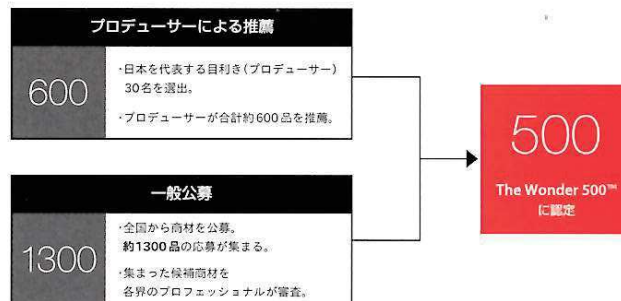 プロデューサーによる推薦
600
・日本を代表する目利き(プロデューサー)
30名を選出。
・プロデューサーが合計約600品を推薦。
一般公募
1300
・全国から商材を公募。
約1300品の応募が集まる。
・集まった候補商材を
各界のプロフェッショナルが審査。
500
The Wonder 500™
に認定